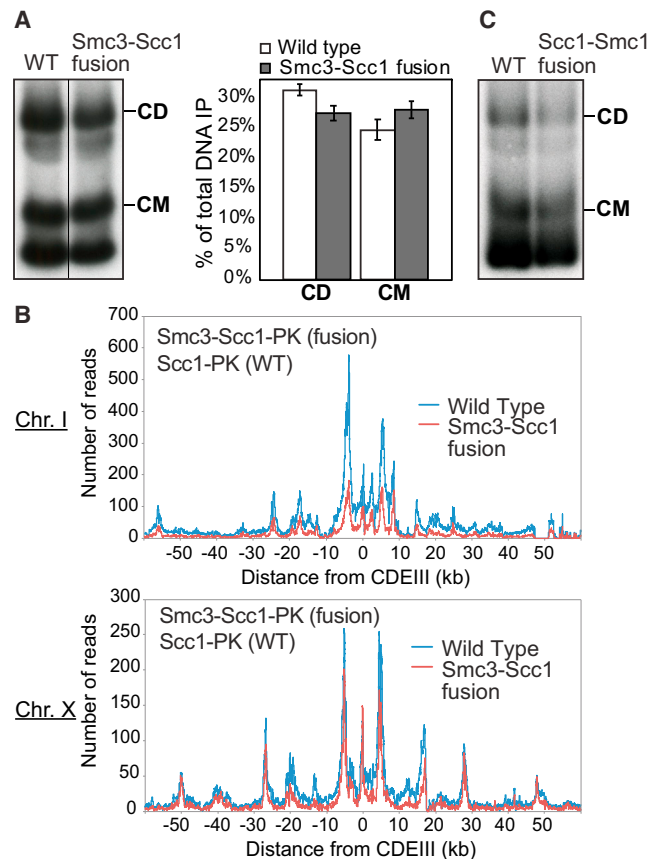 A
WT
Smc3-Scc1
fusion
CD
CM
Wild type
Smc3-Scc1 fusion
% of total DNA IP
30%
25%
20%
15%
10%
5%
0%
CD CM
C
WT
Scc1-Smc1
fusion
CD
CM
B
Chr. I
Number of reads
700
600
500
400
300
200
100
0
Smc3-Scc1-PK (fusion)
Scc1-PK (WT)
Wild Type
Smc3-Scc1
fusion
-50 -40 -30 -20 -10 0 10 20 30 40 50
Distance from CDEIII (kb)
Chr. X
Number of reads
300
250
200
150
100
50
0
Smc3-Scc1-PK (fusion)
Scc1-PK (WT)
Wild Type
Smc3-Scc1
fusion
-50 -40 -30 -20 -10 0 10 20 30 40 50
Distance from CDEIII (kb)